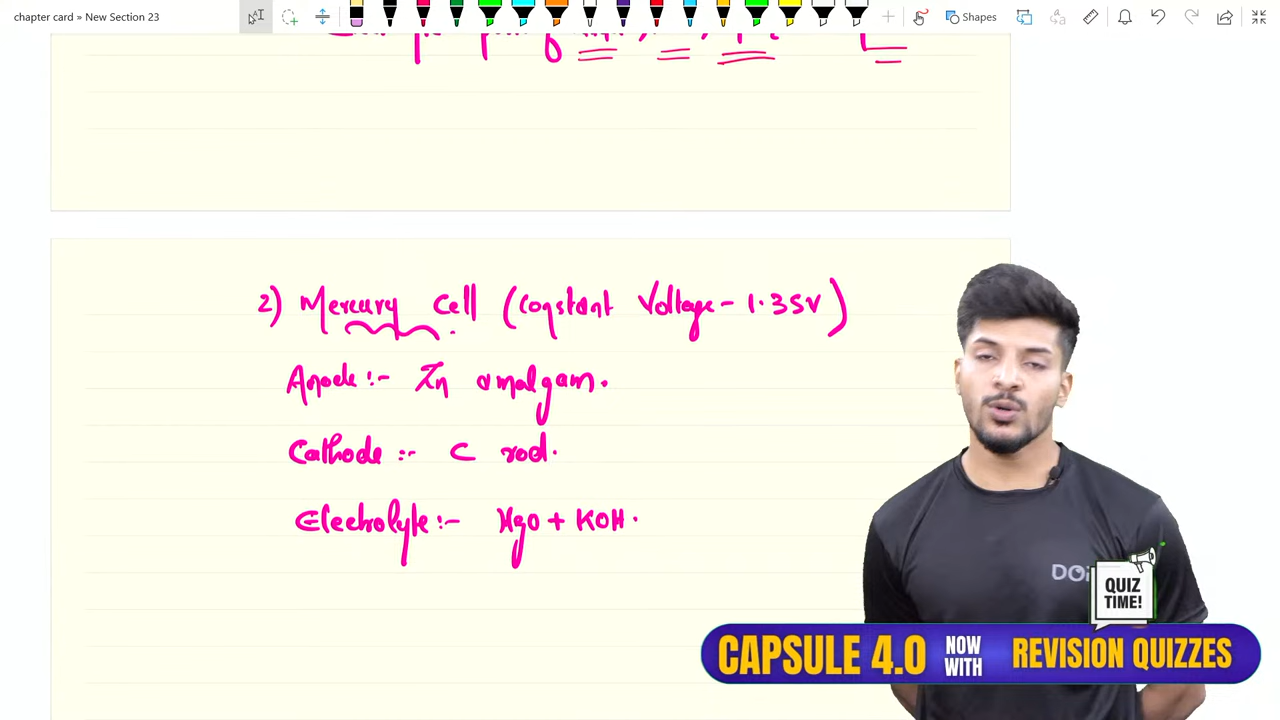 chapter card » New Section 23
Shapes
2) Mercury Cell (Constant Voltage - 1.35V)
Anode :- Zn amalgam.
Cathode :- C rod.
Electrolyte :- HgO + KOH.
QUIZ
TIME!
CAPSULE 4.0 NOW WITH REVISION QUIZZES